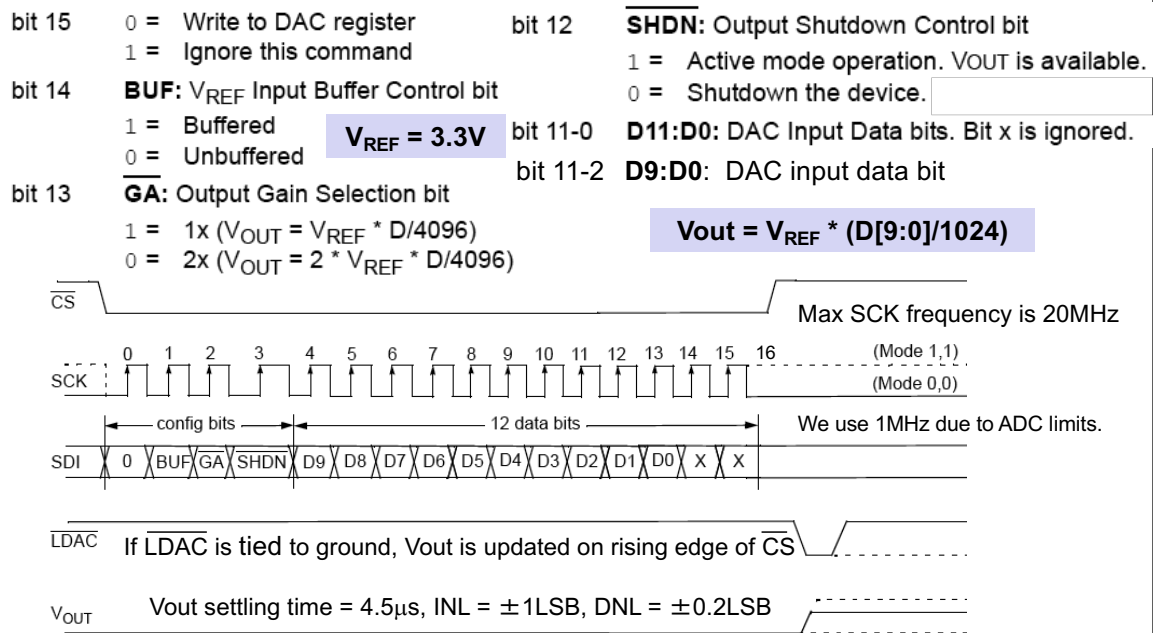 bit 15 0 = Write to DAC register
1 = Ignore this command
bit 14 BUF: VREF Input Buffer Control bit
1 = Buffered
0 = Unbuffered
VREF = 3.3V
bit 13 GA: Output Gain Selection bit
1 = 1x (VOUT = VREF * D/4096)
0 = 2x (VOUT = 2 * VREF * D/4096)
bit 12 SHDN: Output Shutdown Control bit
1 = Active mode operation. VOUT is available.
0 = Shutdown the device.
bit 11-0 D11:D0: DAC Input Data bits. Bit x is ignored.
bit 11-2 D9:D0: DAC input data bit
Vout = VREF * (D[9:0]/1024)
CS
Max SCK frequency is 20MHz
0 1 2 3 4 5 6 7 8 9 10 11 12 13 14 15 16 (Mode 1,1)
SCK (Mode 0,0)
config bits 12 data bits We use 1MHz due to ADC limits.
SDI 0 BUF GA SHDN D9 D8 D7 D6 D5 D4 D3 D2 D1 D0 X X
LDAC If LDAC is tied to ground, Vout is updated on rising edge of CS
VOUT Vout settling time = 4.5μs, INL = ±1LSB, DNL = ±0.2LSB